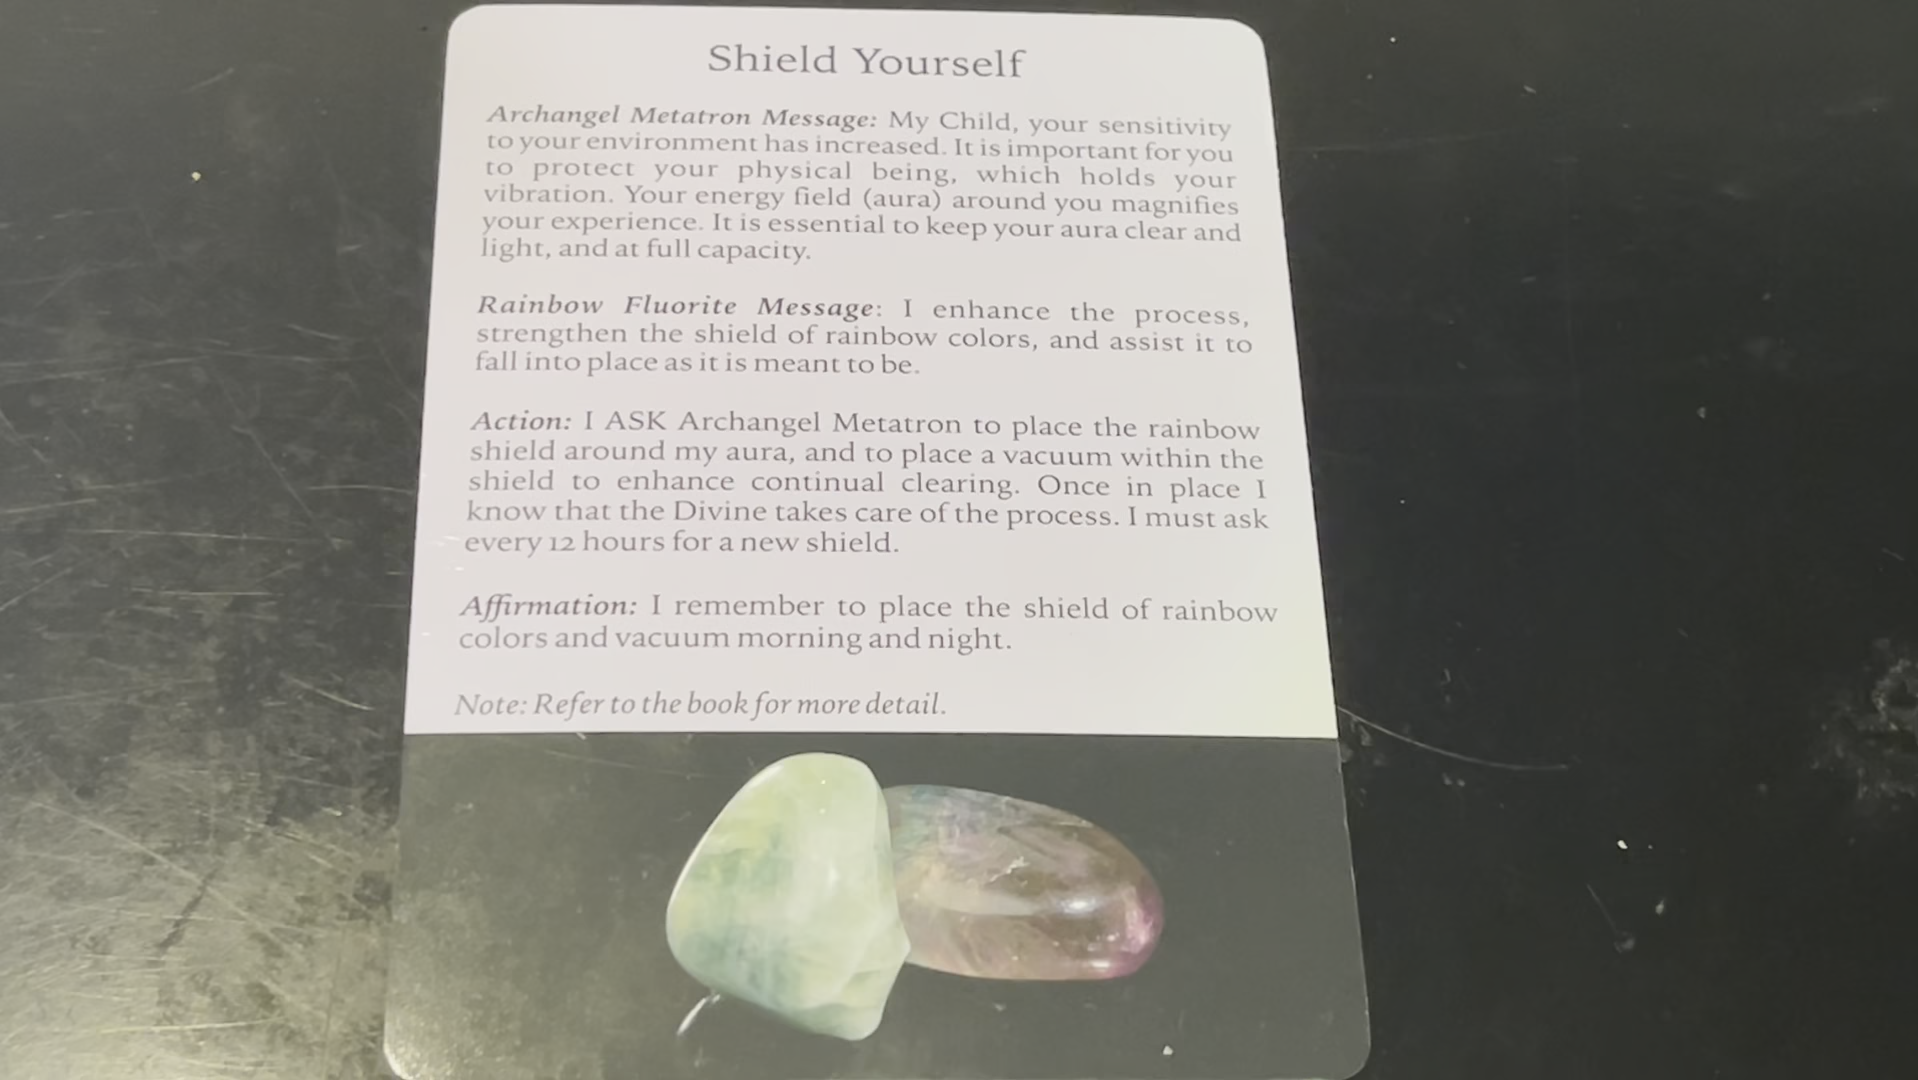 Shield Yourself
Archangel Metatron Message: My Child, your sensitivity
to your environment has increased. It is important for you
to protect your physical being, which holds your
vibration. Your energy field (aura) around you magnifies
your experience. It is essential to keep your aura clear and
light, and at full capacity.
Rainbow Fluorite Message: I enhance the process,
strengthen the shield of rainbow colors, and assist it to
fall into place as it is meant to be.
Action: I ASK Archangel Metatron to place the rainbow
shield around my aura, and to place a vacuum within the
shield to enhance continual clearing. Once in place I
know that the Divine takes care of the process. I must ask
every 12 hours for a new shield.
Affirmation: I remember to place the shield of rainbow
colors and vacuum morning and night.
Note: Refer to the book for more detail.